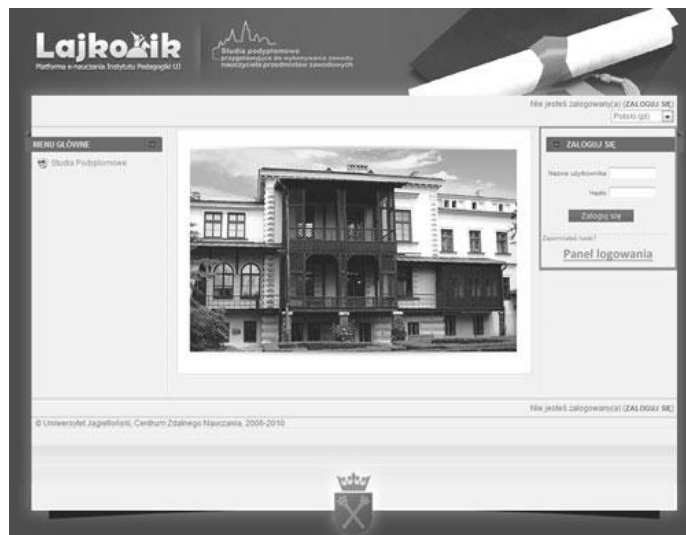 Lajkonik
Platforma e-nauczania Instytutu Pedagogiki UJ
Studia podyplomowe
przygotowujące do wykonywania zawodu
nauczyciela przedmiotów zawodowych
Nie jesteś zalogowany(a) (ZALOGUJ SIĘ)
Polski (pl)
MENU GŁÓWNE
Studia Podyplomowe
ZALOGUJ SIĘ
Nazwa użytkownika
Hasło
Zaloguj się
Zapomniałeś hasło?
Panel logowania
Nie jesteś zalogowany(a) (ZALOGUJ SIĘ)
© Uniwersytet Jagielloński, Centrum Zdalnego Nauczania, 2008-2010